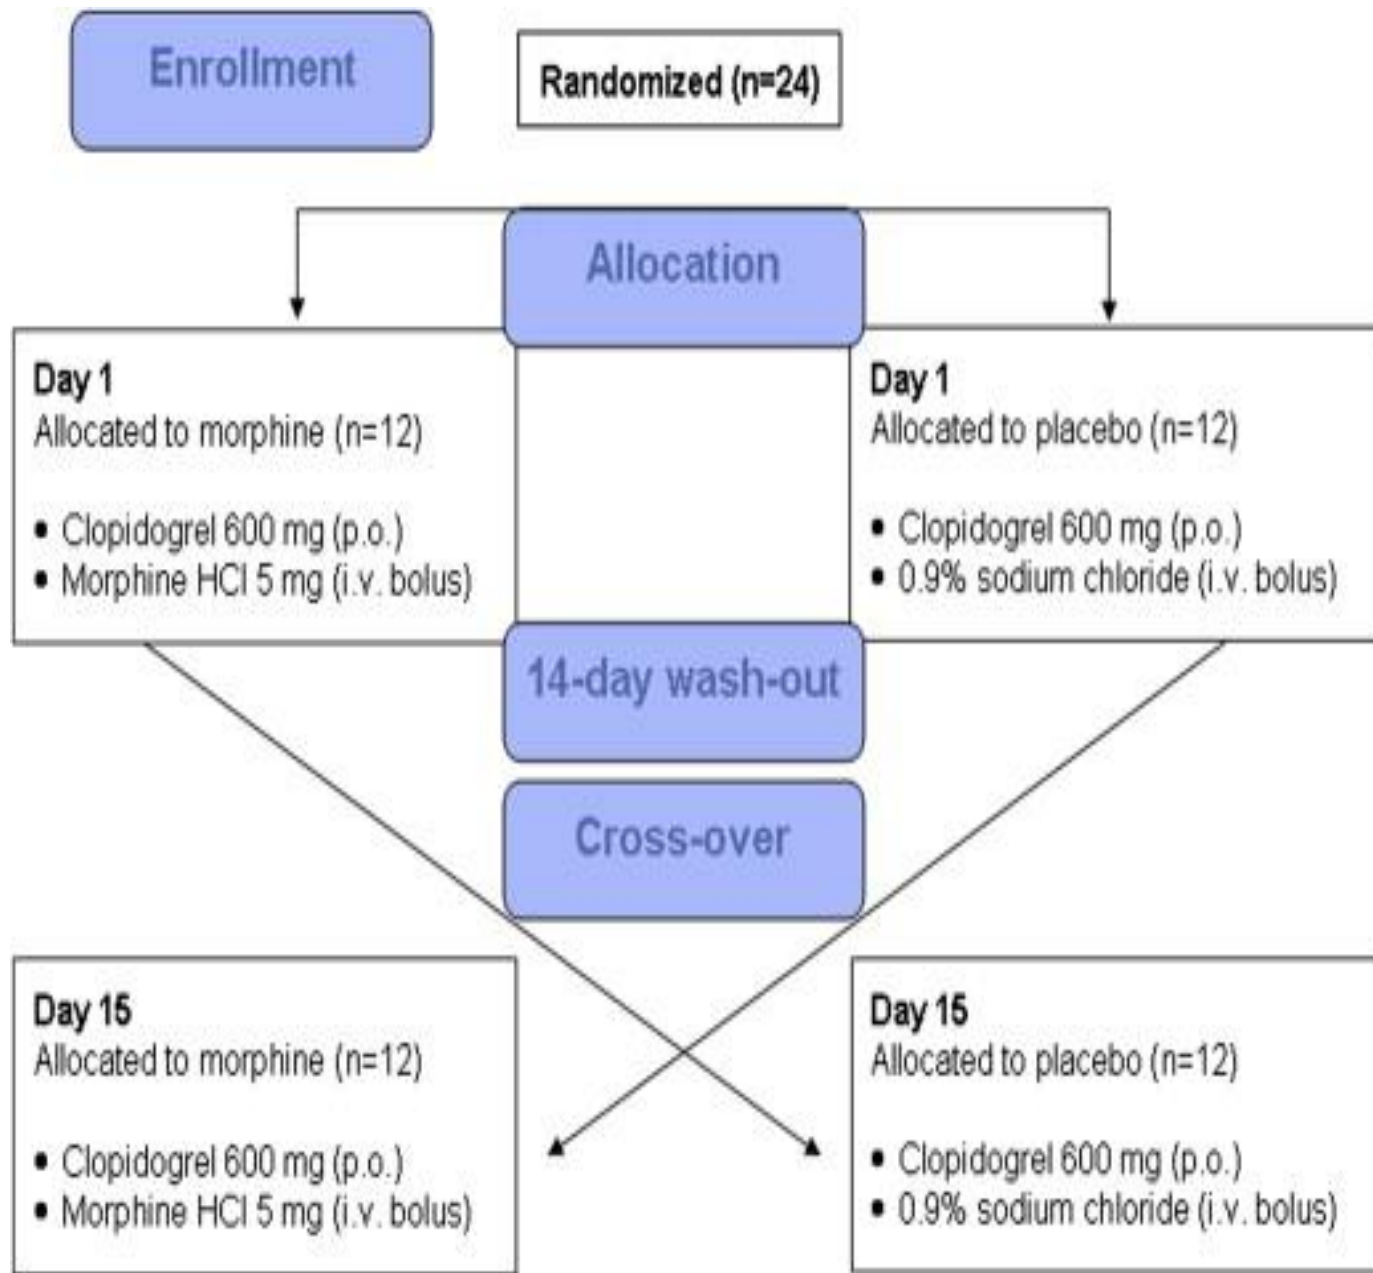 Enrollment
Randomized (n=24)
Allocation
Day 1
Allocated to morphine (n=12)
• Clopidogrel 600 mg (p.o.)
• Morphine HCl 5 mg (i.v. bolus)
Day 1
Allocated to placebo (n=12)
• Clopidogrel 600 mg (p.o.)
• 0.9% sodium chloride (i.v. bolus)
14-day wash-out
Cross-over
Day 15
Allocated to morphine (n=12)
• Clopidogrel 600 mg (p.o.)
• Morphine HCl 5 mg (i.v. bolus)
Day 15
Allocated to placebo (n=12)
• Clopidogrel 600 mg (p.o.)
• 0.9% sodium chloride (i.v. bolus)